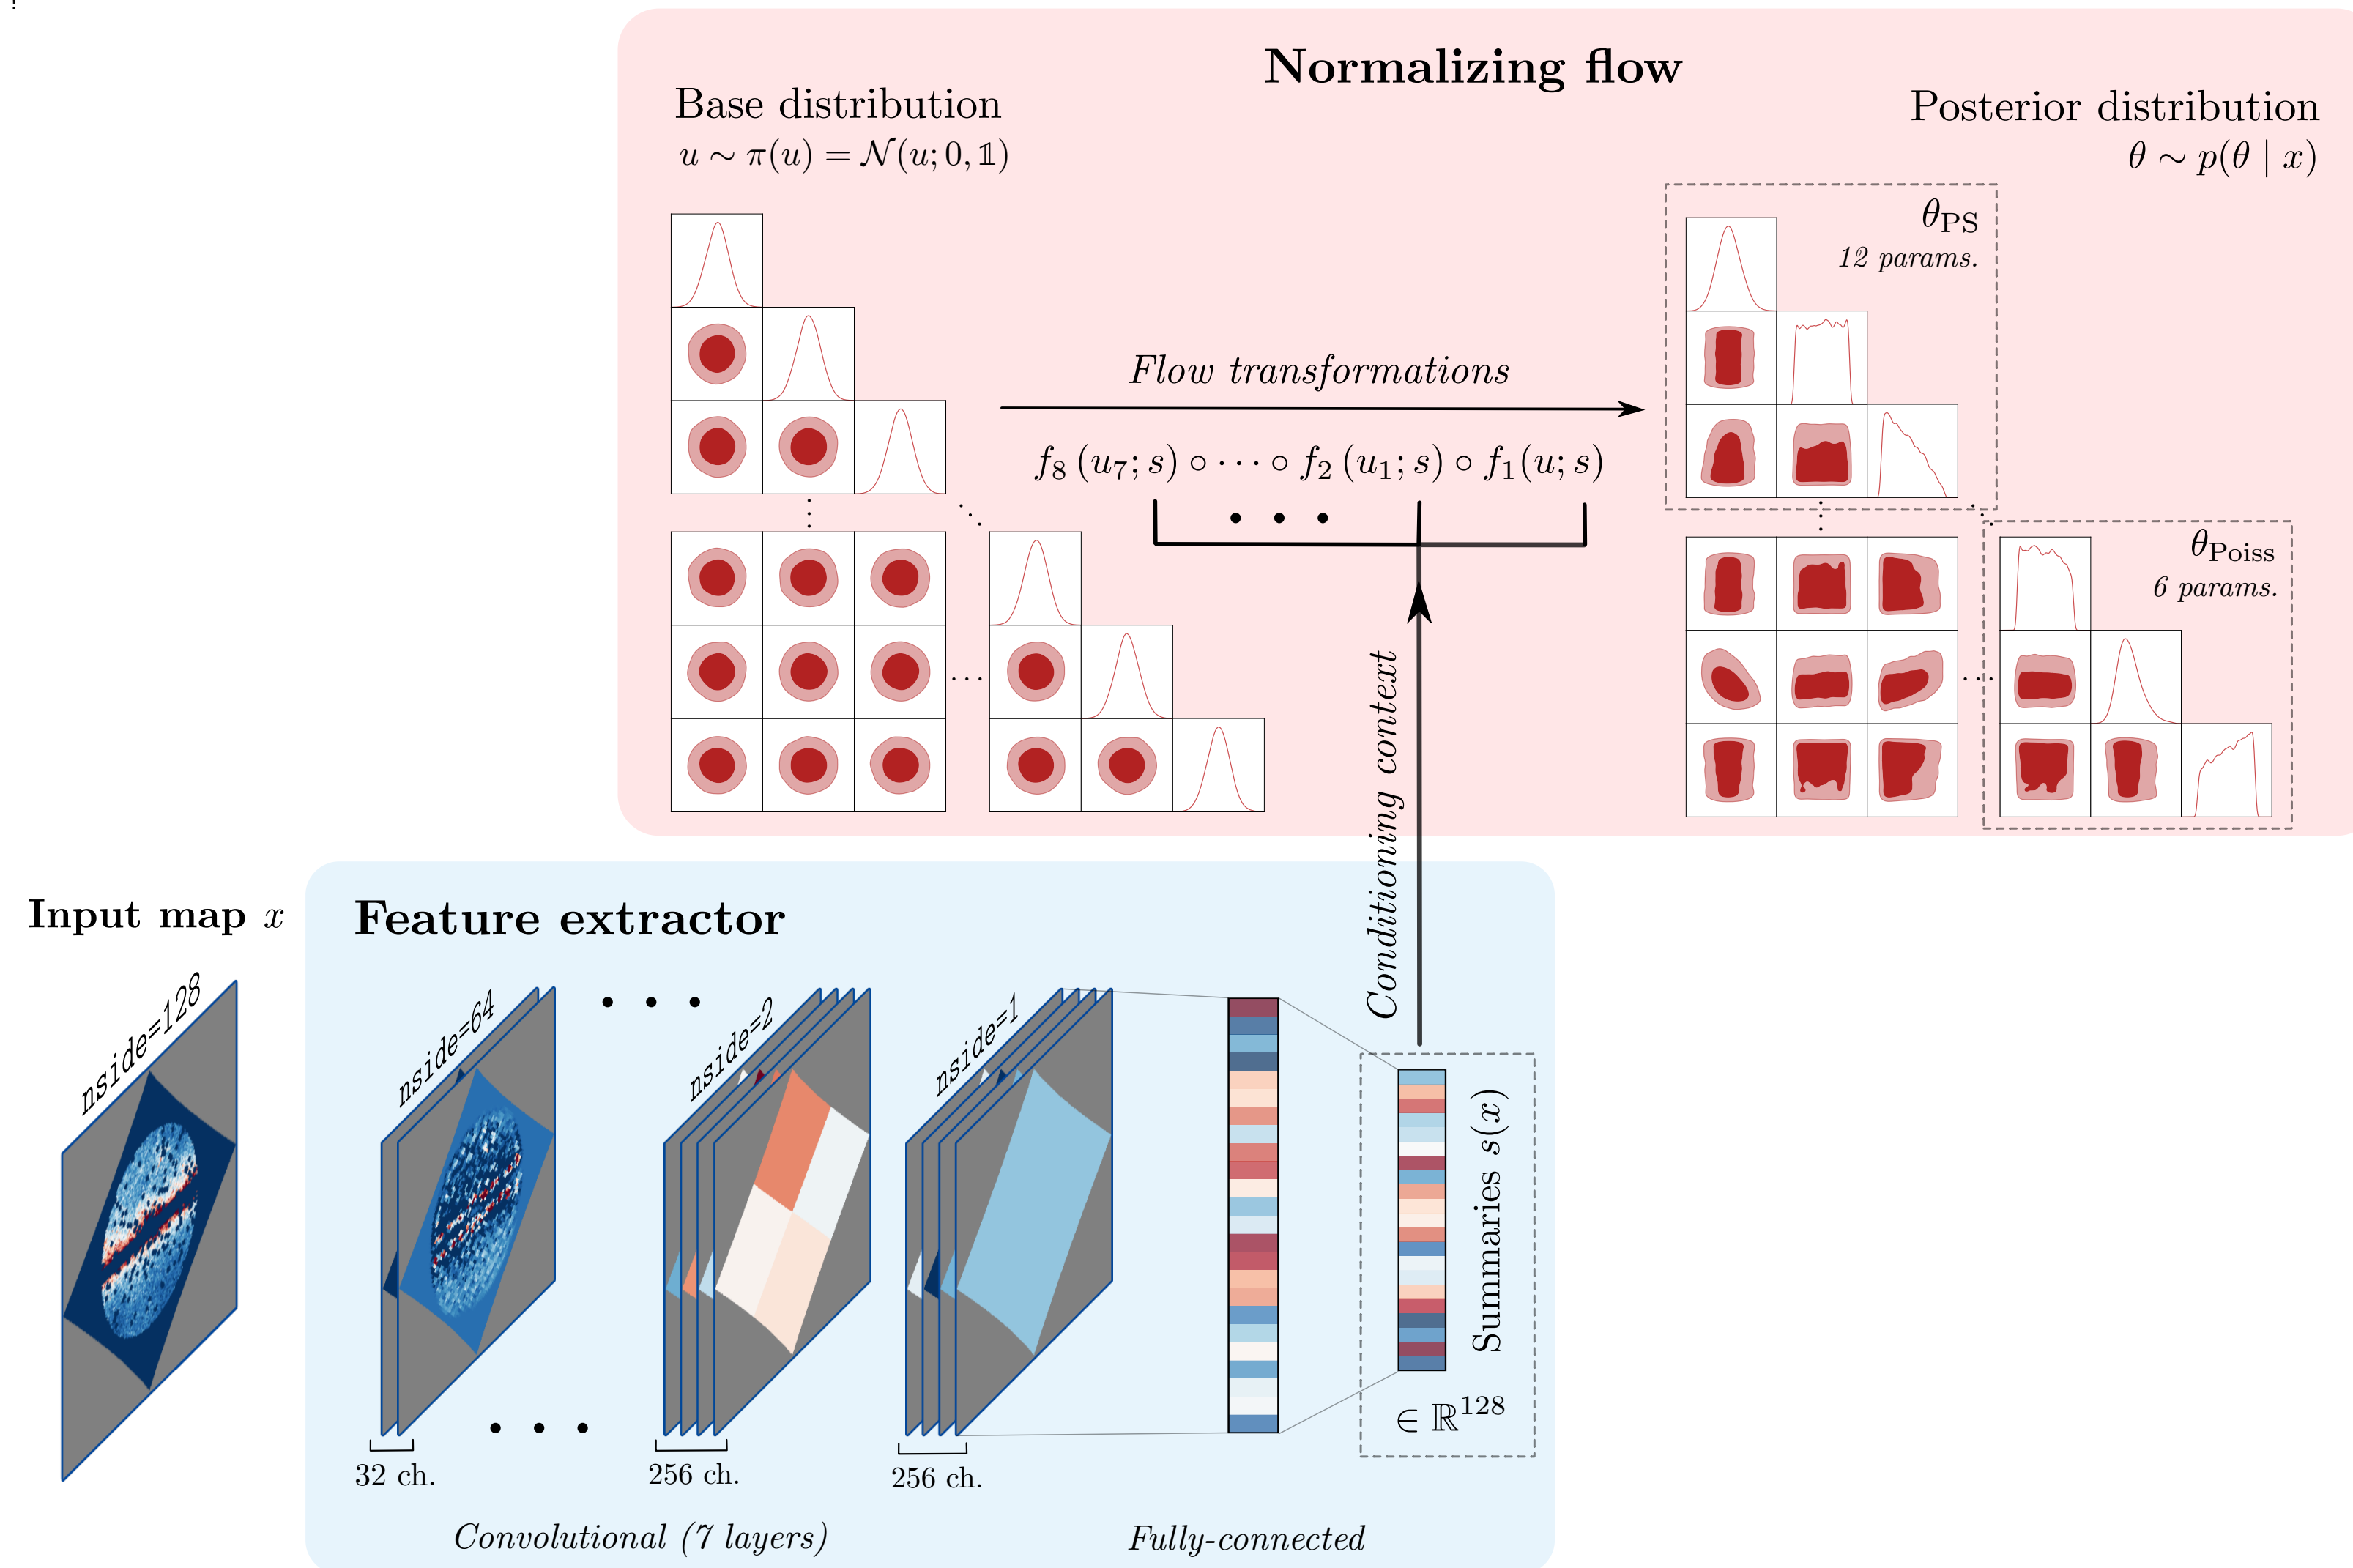 Normalizing flow
Base distribution
u ∼ π(u) = 𝒩(u; 0, 𝟙)
Posterior distribution
θ ∼ p(θ | x)
θ_PS
12 params.
Flow transformations
f_8 (u_7; s) ∘ ⋯ ∘ f_2 (u_1; s) ∘ f_1(u; s)
θ_Poiss
6 params.
Conditioning context
Input map x
Feature extractor
nside=128
nside=64
nside=2
nside=1
Summaries s(x)
∈ ℝ^128
32 ch.
256 ch.
256 ch.
Convolutional (7 layers)
Fully-connected